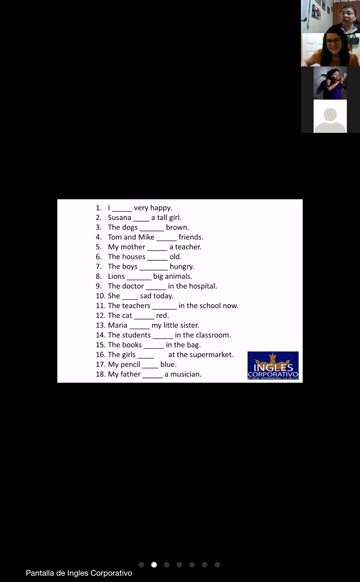 1. I _____ very happy.
2. Susana ____ a tall girl.
3. The dogs ______ brown.
4. Tom and Mike _____ friends.
5. My mother _____ a teacher.
6. The houses _____ old.
7. The boys _______ hungry.
8. Lions ______ big animals.
9. The doctor _____ in the hospital.
10. She ____ sad today.
11. The teachers ______ in the school now.
12. The cat _____ red.
13. Maria _____ my little sister.
14. The students _____ in the classroom.
15. The books _____ in the bag.
16. The girls ____ at the supermarket.
17. My pencil ____ blue.
18. My father _____ a musician.
INGLES
CORPORATIVO
Pantalla de Ingles Corporativo